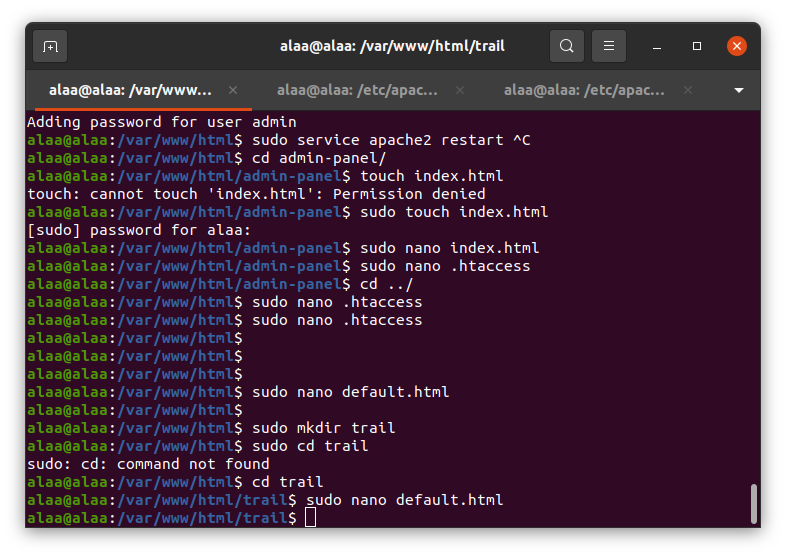 alaa@alaa: /var/www/html/trail
alaa@alaa: /var/www...
alaa@alaa: /etc/apac...
alaa@alaa: /etc/apac...
Adding password for user admin
alaa@alaa:/var/www/html$ sudo service apache2 restart ^C
alaa@alaa:/var/www/html$ cd admin-panel/
alaa@alaa:/var/www/html/admin-panel$ touch index.html
touch: cannot touch 'index.html': Permission denied
alaa@alaa:/var/www/html/admin-panel$ sudo touch index.html
[sudo] password for alaa:
alaa@alaa:/var/www/html/admin-panel$ sudo nano index.html
alaa@alaa:/var/www/html/admin-panel$ sudo nano .htaccess
alaa@alaa:/var/www/html/admin-panel$ cd ../
alaa@alaa:/var/www/html$ sudo nano .htaccess
alaa@alaa:/var/www/html$ sudo nano .htaccess
alaa@alaa:/var/www/html$
alaa@alaa:/var/www/html$
alaa@alaa:/var/www/html$
alaa@alaa:/var/www/html$ sudo nano default.html
alaa@alaa:/var/www/html$
alaa@alaa:/var/www/html$ sudo mkdir trail
alaa@alaa:/var/www/html$ sudo cd trail
sudo: cd: command not found
alaa@alaa:/var/www/html$ cd trail
alaa@alaa:/var/www/html/trail$ sudo nano default.html
alaa@alaa:/var/www/html/trail$